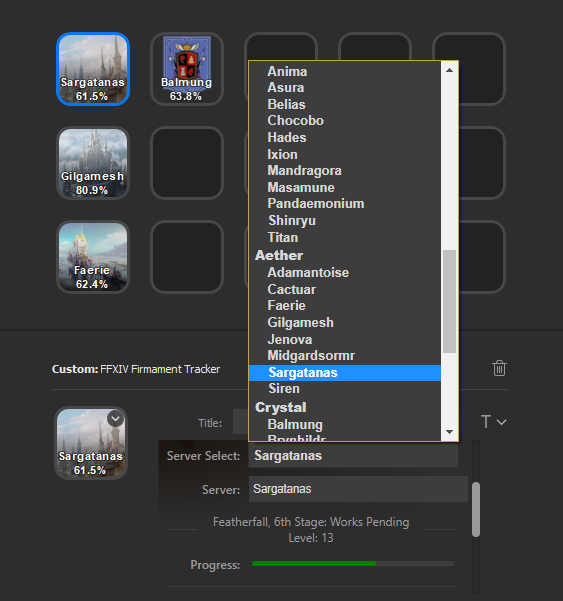 Sargatanas
61.5%
Balmung
63.8%
Gilgamesh
80.9%
Faerie
62.4%
Anima
Asura
Belias
Chocobo
Hades
Ixion
Mandragora
Masamune
Pandaemonium
Shinryu
Titan
Aether
Adamantoise
Cactuar
Faerie
Gilgamesh
Jenova
Midgardsormr
Sargatanas
Siren
Crystal
Balmung
Brynhildr
Custom: FFXIV Firmament Tracker
Sargatanas
61.5%
Title:
T
Server Select: Sargatanas
Server: Sargatanas
Featherfall, 6th Stage: Works Pending
Level: 13
Progress: